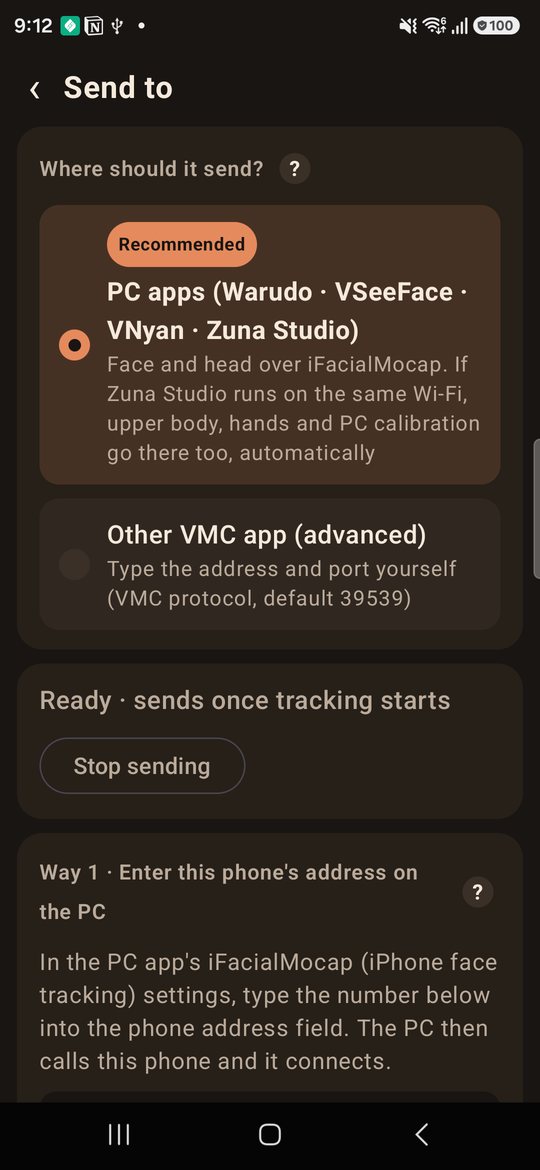 9:12
N
6
100
‹ Send to
Where should it send? ?
Recommended
PC apps (Warudo · VSeeFace ·
VNyan · Zuna Studio)
Face and head over iFacialMocap. If
Zuna Studio runs on the same Wi-Fi,
upper body, hands and PC calibration
go there too, automatically
Other VMC app (advanced)
Type the address and port yourself
(VMC protocol, default 39539)
Ready · sends once tracking starts
Stop sending
Way 1 · Enter this phone's address on
the PC
?
In the PC app's iFacialMocap (iPhone face
tracking) settings, type the number below
into the phone address field. The PC then
calls this phone and it connects.